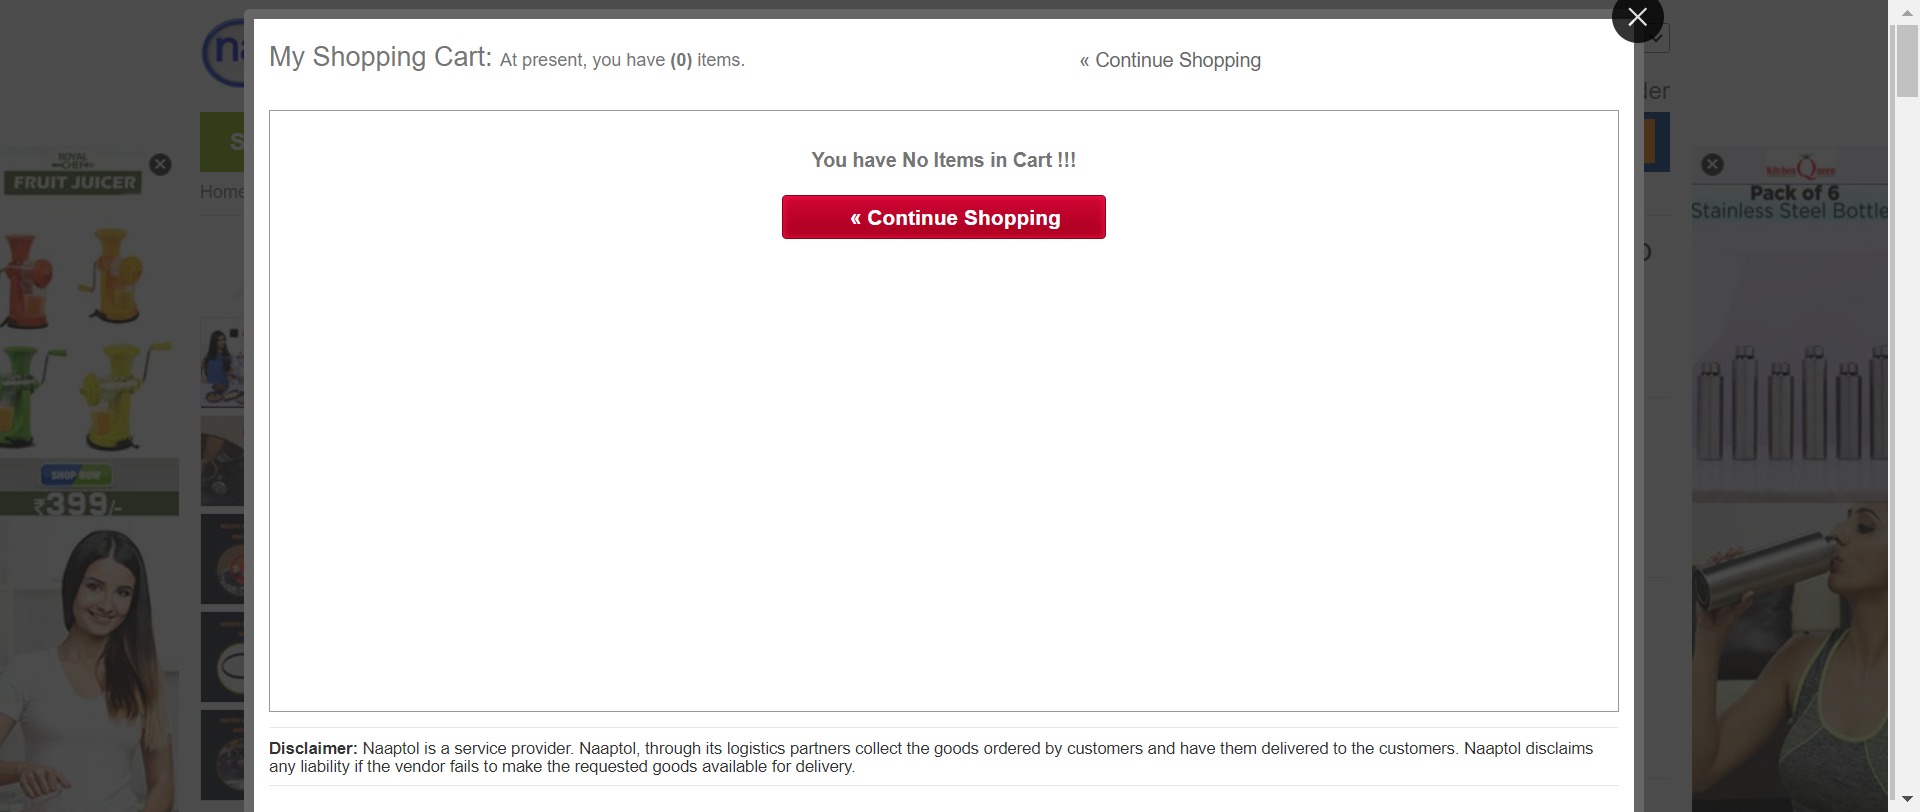 My Shopping Cart: At present, you have (0) items.
« Continue Shopping
You have No Items in Cart !!!
« Continue Shopping
Disclaimer: Naaptol is a service provider. Naaptol, through its logistics partners collect the goods ordered by customers and have them delivered to the customers. Naaptol disclaims
any liability if the vendor fails to make the requested goods available for delivery.
Home
ROYAL
CHEF
FRUIT JUICER
SHOP NOW
₹399/-
Kitchen Queen
Pack of 6
Stainless Steel Bottle